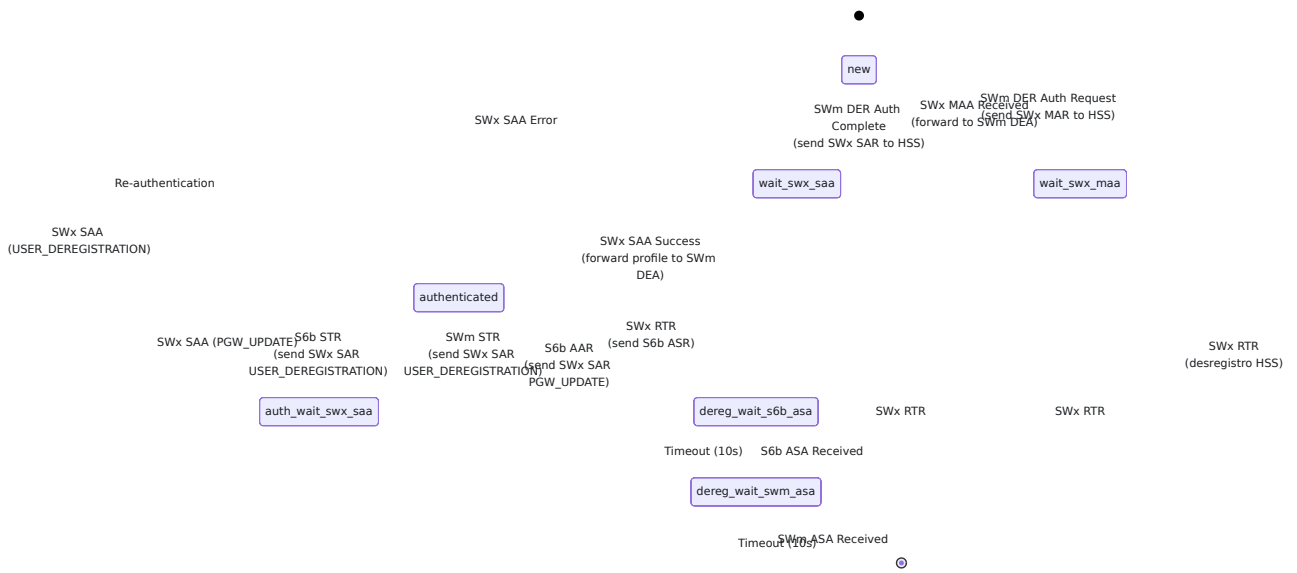 new
SWm DER Auth Request
(send SWx MAR to HSS)
SWx MAA Received
(forward to SWm DEA)
SWm DER Auth
Complete
(send SWx SAR to HSS)
SWx SAA Error
Re-authentication
wait_swx_saa
wait_swx_maa
SWx SAA
(USER_DEREGISTRATION)
SWx SAA Success
(forward profile to SWm
DEA)
authenticated
SWx SAA (PGW_UPDATE)
S6b STR
(send SWx SAR
USER_DEREGISTRATION)
SWm STR
(send SWx SAR
USER_DEREGISTRATION)
S6b AAR
(send SWx SAR
PGW_UPDATE)
SWx RTR
(send S6b ASR)
SWx RTR
(desregistro HSS)
auth_wait_swx_saa
dereg_wait_s6b_asa
SWx RTR
SWx RTR
Timeout (10s)
S6b ASA Received
dereg_wait_swm_asa
Timeout (10s)
SWm ASA Received